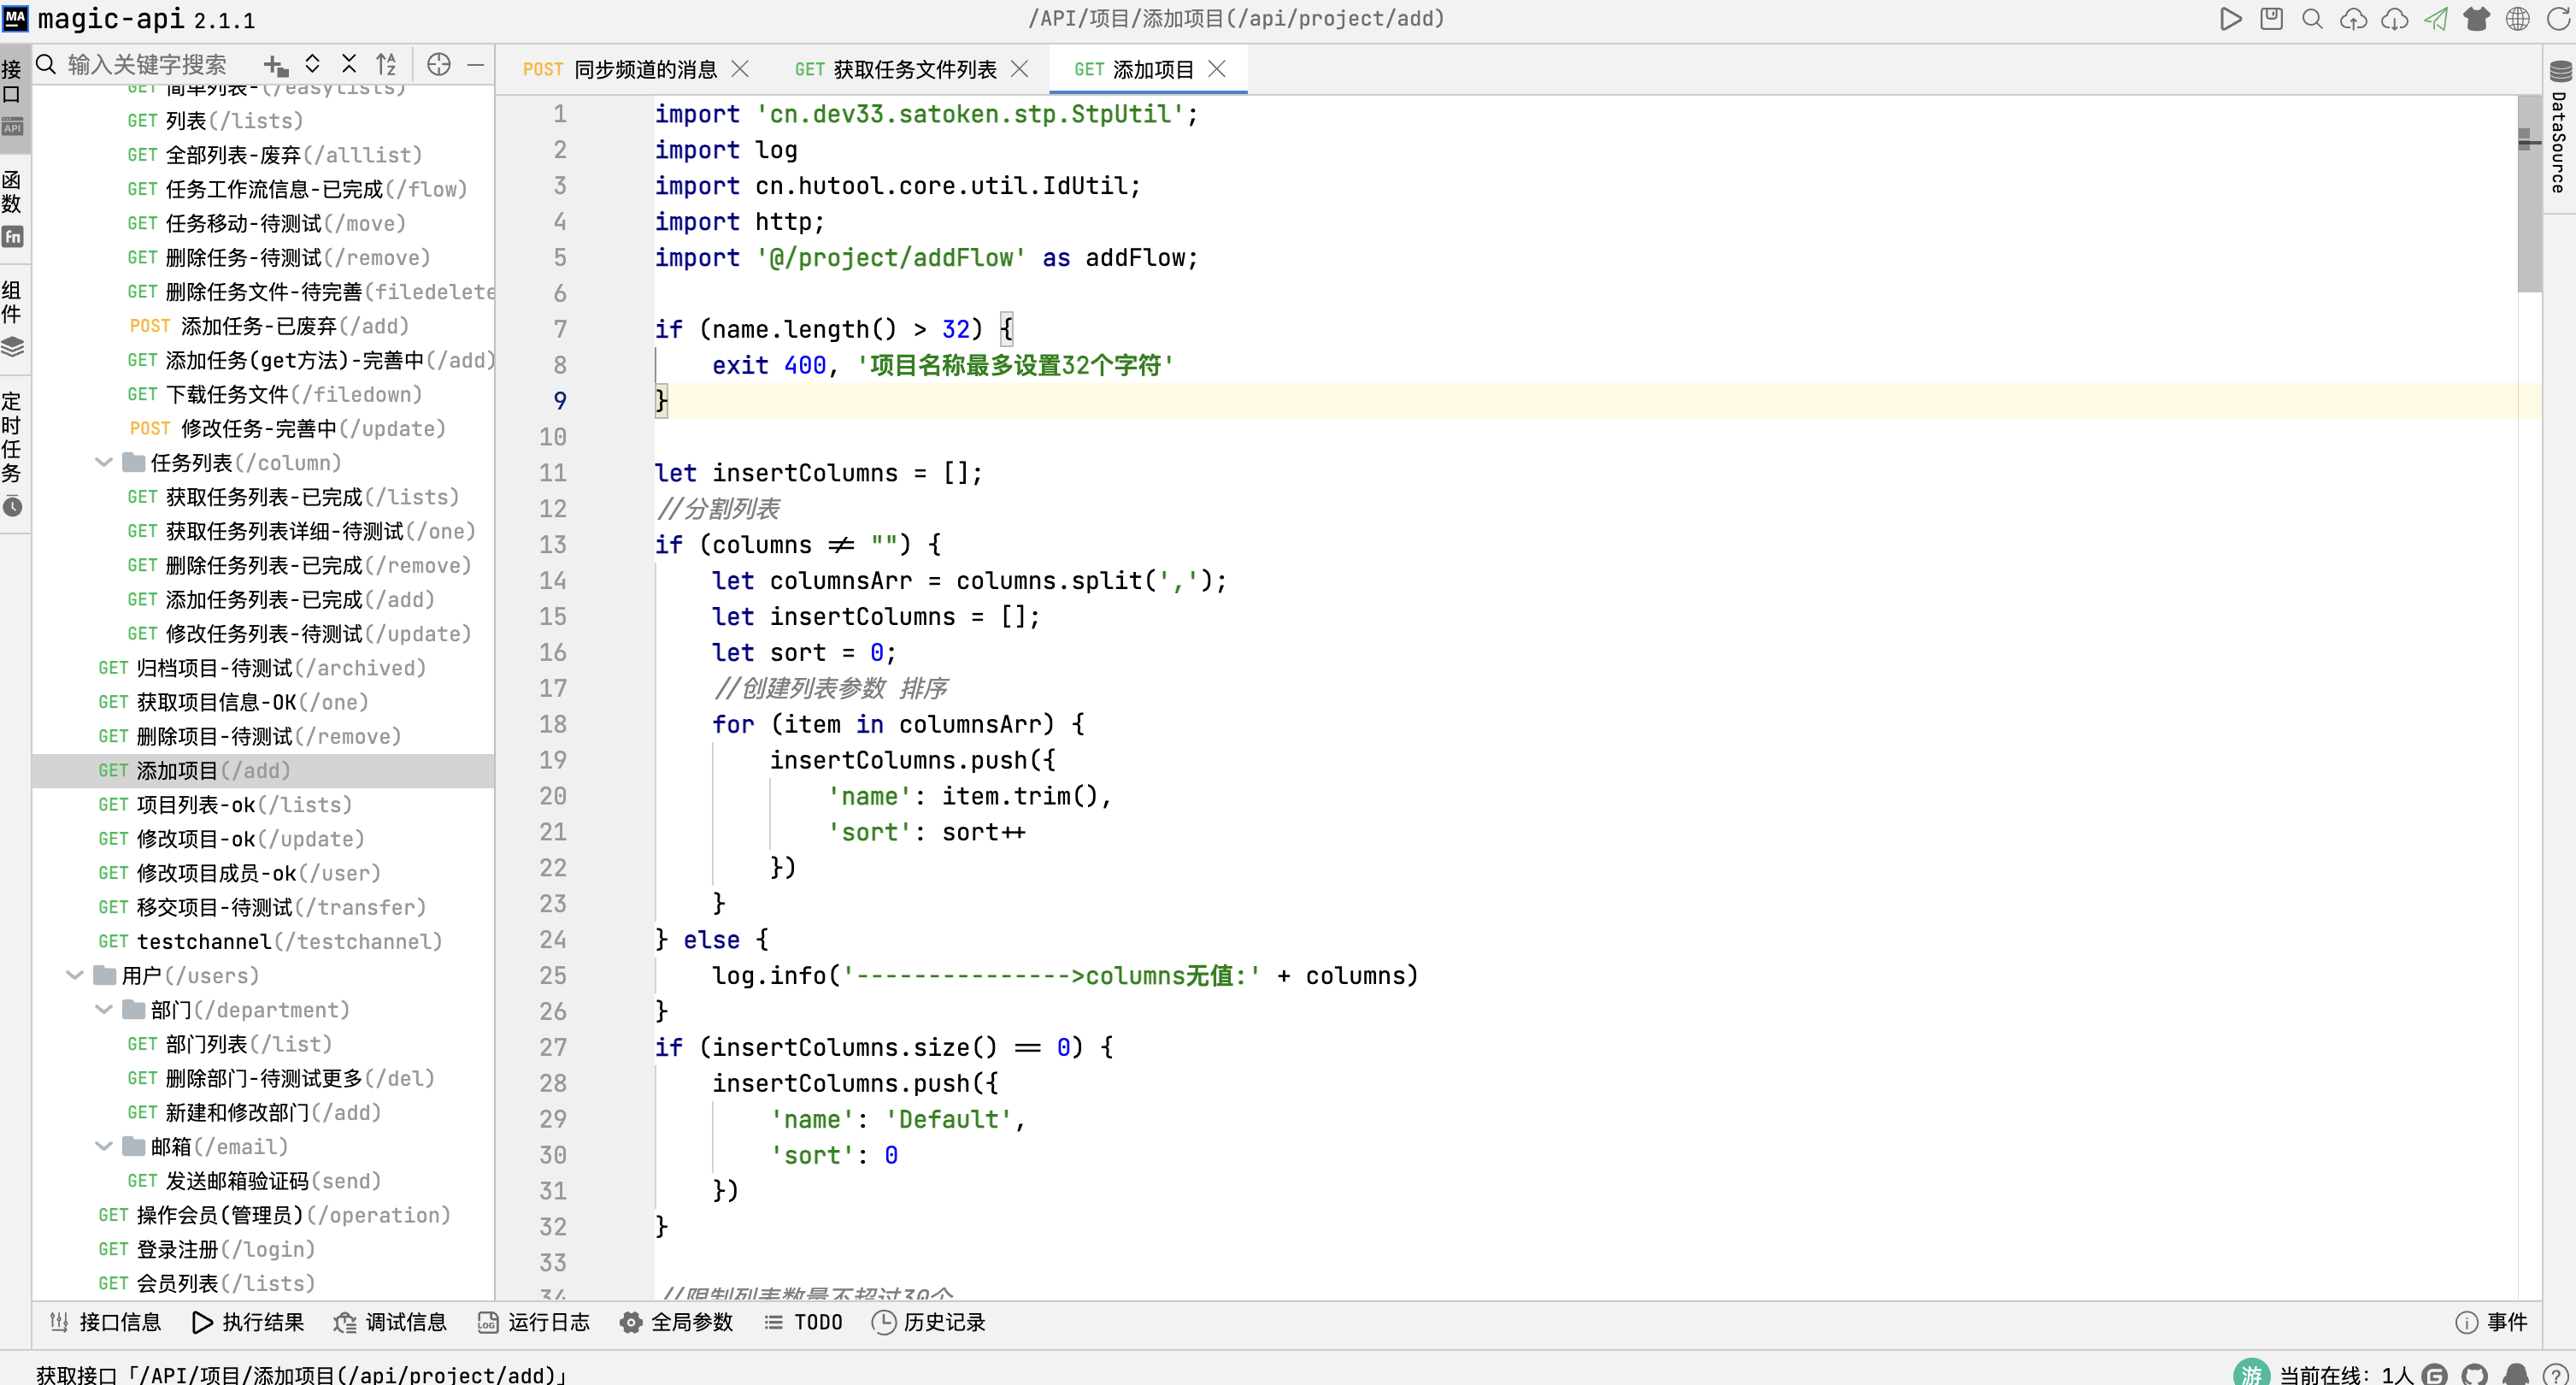 magic-api 2.1.1
/API/项目/添加项目(/api/project/add)
接口
API
函数
fn
组件
定时任务
输入关键字搜索
GET 简单列表-(/easylists)
GET 列表(/lists)
GET 全部列表-废弃(/alllist)
GET 任务工作流信息-已完成(/flow)
GET 任务移动-待测试(/move)
GET 删除任务-待测试(/remove)
GET 删除任务文件-待完善(filedelete
POST 添加任务-已废弃(/add)
GET 添加任务(get方法)-完善中(/add)
GET 下载任务文件(/filedown)
POST 修改任务-完善中(/update)
任务列表(/column)
GET 获取任务列表-已完成(/lists)
GET 获取任务列表详细-待测试(/one)
GET 删除任务列表-已完成(/remove)
GET 添加任务列表-已完成(/add)
GET 修改任务列表-待测试(/update)
GET 归档项目-待测试(/archived)
GET 获取项目信息-OK(/one)
GET 删除项目-待测试(/remove)
GET 添加项目(/add)
GET 项目列表-ok(/lists)
GET 修改项目-ok(/update)
GET 修改项目成员-ok(/user)
GET 移交项目-待测试(/transfer)
GET testchannel(/testchannel)
用户(/users)
部门(/department)
GET 部门列表(/list)
GET 删除部门-待测试更多(/del)
GET 新建和修改部门(/add)
邮箱(/email)
GET 发送邮箱验证码(send)
GET 操作会员(管理员)(/operation)
GET 登录注册(/login)
GET 会员列表(/lists)
POST 同步频道的消息
GET 获取任务文件列表
GET 添加项目
1 import 'cn.dev33.satoken.stp.StpUtil';
2 import log
3 import cn.hutool.core.util.IdUtil;
4 import http;
5 import '@/project/addFlow' as addFlow;
6
7 if (name.length() > 32) {
8 exit 400, '项目名称最多设置32个字符'
9 }
10
11 let insertColumns = [];
12 //分割列表
13 if (columns != "") {
14 let columnsArr = columns.split(',');
15 let insertColumns = [];
16 let sort = 0;
17 //创建列表参数 排序
18 for (item in columnsArr) {
19 insertColumns.push({
20 'name': item.trim(),
21 'sort': sort++
22 })
23 }
24 } else {
25 log.info('--------------->columns无值:' + columns)
26 }
27 if (insertColumns.size() == 0) {
28 insertColumns.push({
29 'name': 'Default',
30 'sort': 0
31 })
32 }
33
34 //限制列表数量不超过30个
DataSource
接口信息
执行结果
调试信息
运行日志
全局参数
TODO
历史记录
事件
获取接口「/API/项目/添加项目(/api/project/add)」
游 当前在线: 1人